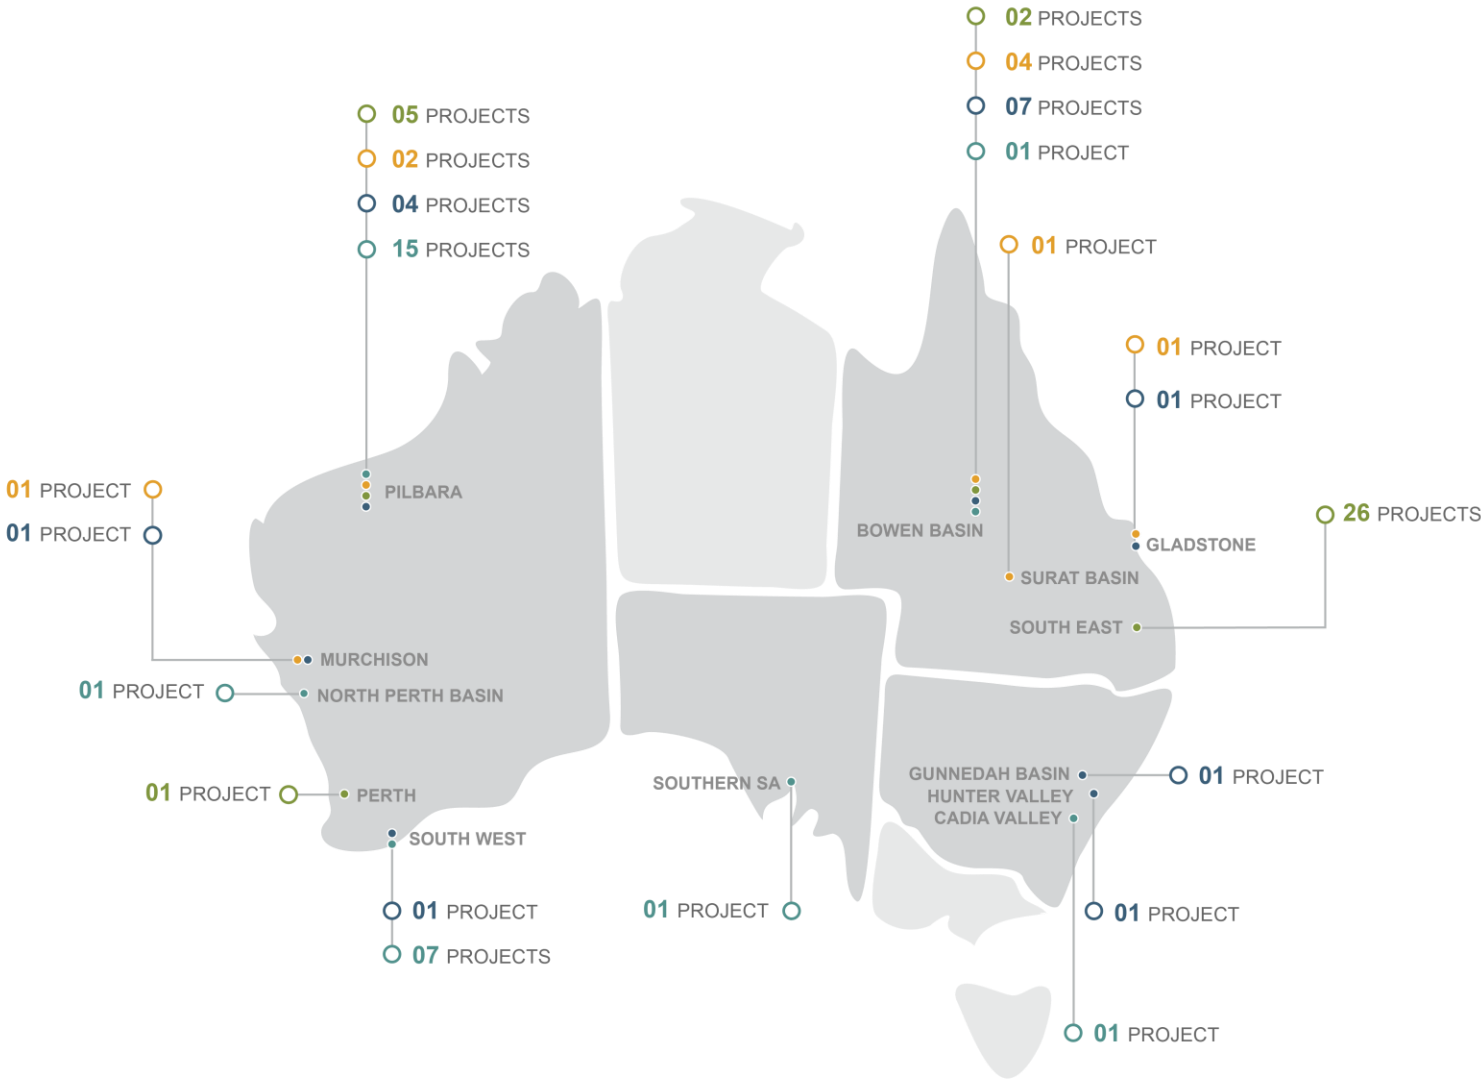 02 PROJECTS
04 PROJECTS
07 PROJECTS
01 PROJECT
05 PROJECTS
02 PROJECTS
04 PROJECTS
15 PROJECTS
01 PROJECT
01 PROJECT
01 PROJECT
01 PROJECT
01 PROJECT
PILBARA
BOWEN BASIN
GLADSTONE
26 PROJECTS
SURAT BASIN
SOUTH EAST
MURCHISON
01 PROJECT
NORTH PERTH BASIN
01 PROJECT
PERTH
SOUTH WEST
SOUTHERN SA
GUNNEDAH BASIN
01 PROJECT
HUNTER VALLEY
CADIA VALLEY
01 PROJECT
07 PROJECTS
01 PROJECT
01 PROJECT
01 PROJECT